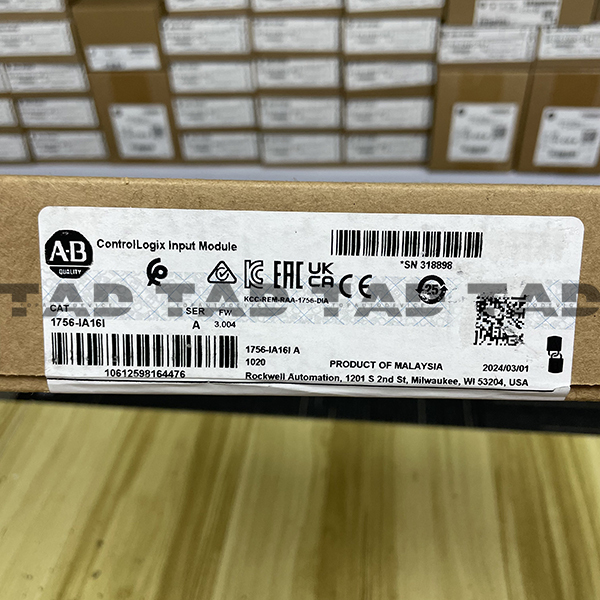 A-B
QUALITY
ControlLogix Input Module
*SN 318898
EAC
UK
CA
CE
25
KCC-REM-RAA-1756-DIA
TAD TAD TAD TAD
CAT
1756-IA16I
SER
A
FW
3.004
10612598164476
1756-IA16I A
1020
PRODUCT OF MALAYSIA
2024/03/01
Rockwell Automation, 1201 S 2nd St, Milwaukee, WI 53204, USA